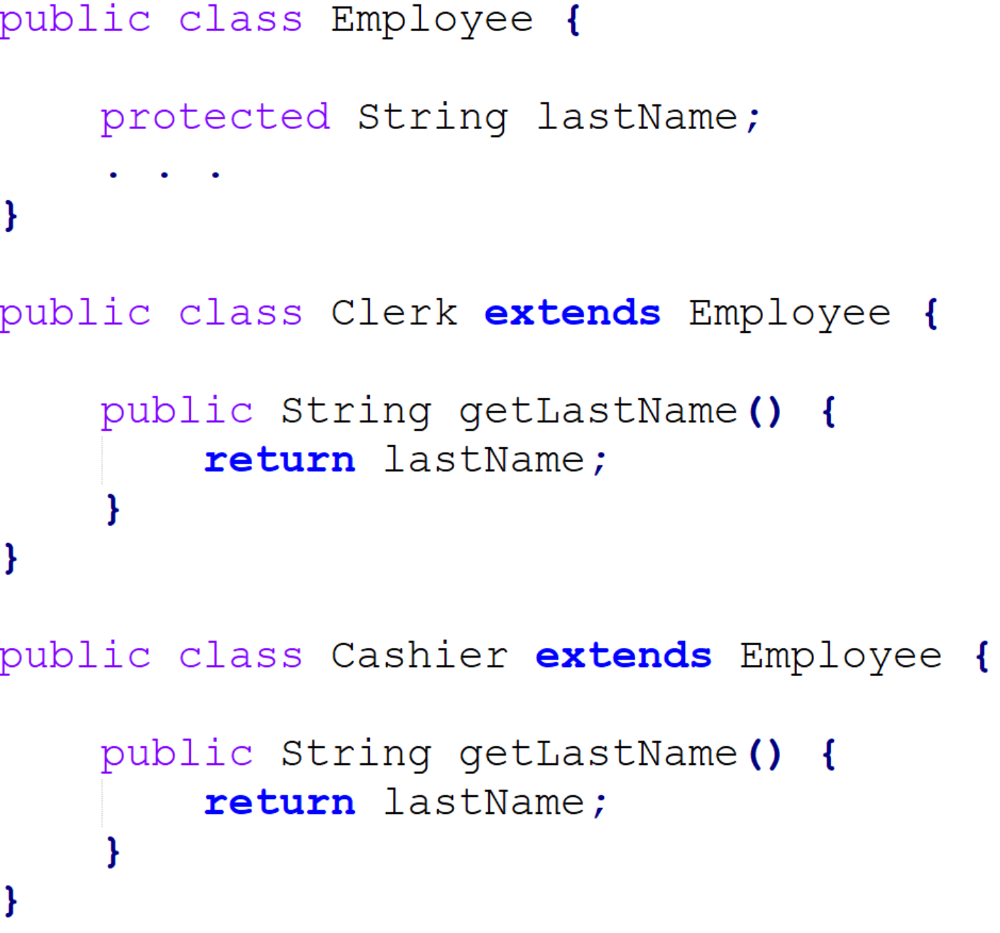 public class Employee {
protected String lastName;
. . .
}
public class Clerk extends Employee {
public String getLastName() {
return lastName;
}
}
public class Cashier extends Employee {
public String getLastName() {
return lastName;
}
}